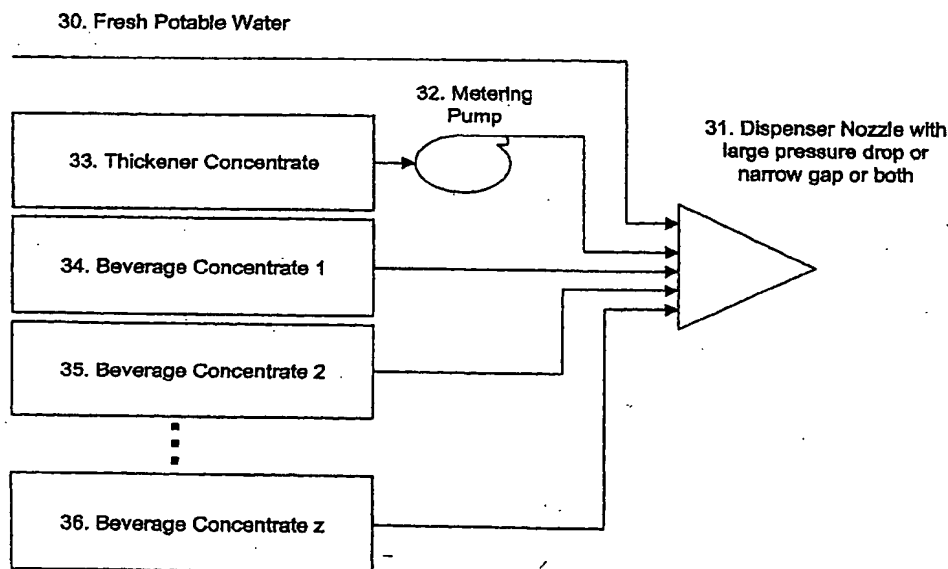 30. Fresh Potable Water
32. Metering
Pump
31. Dispenser Nozzle with
large pressure drop or
narrow gap or both
33. Thickener Concentrate
34. Beverage Concentrate 1
35. Beverage Concentrate 2
36. Beverage Concentrate z